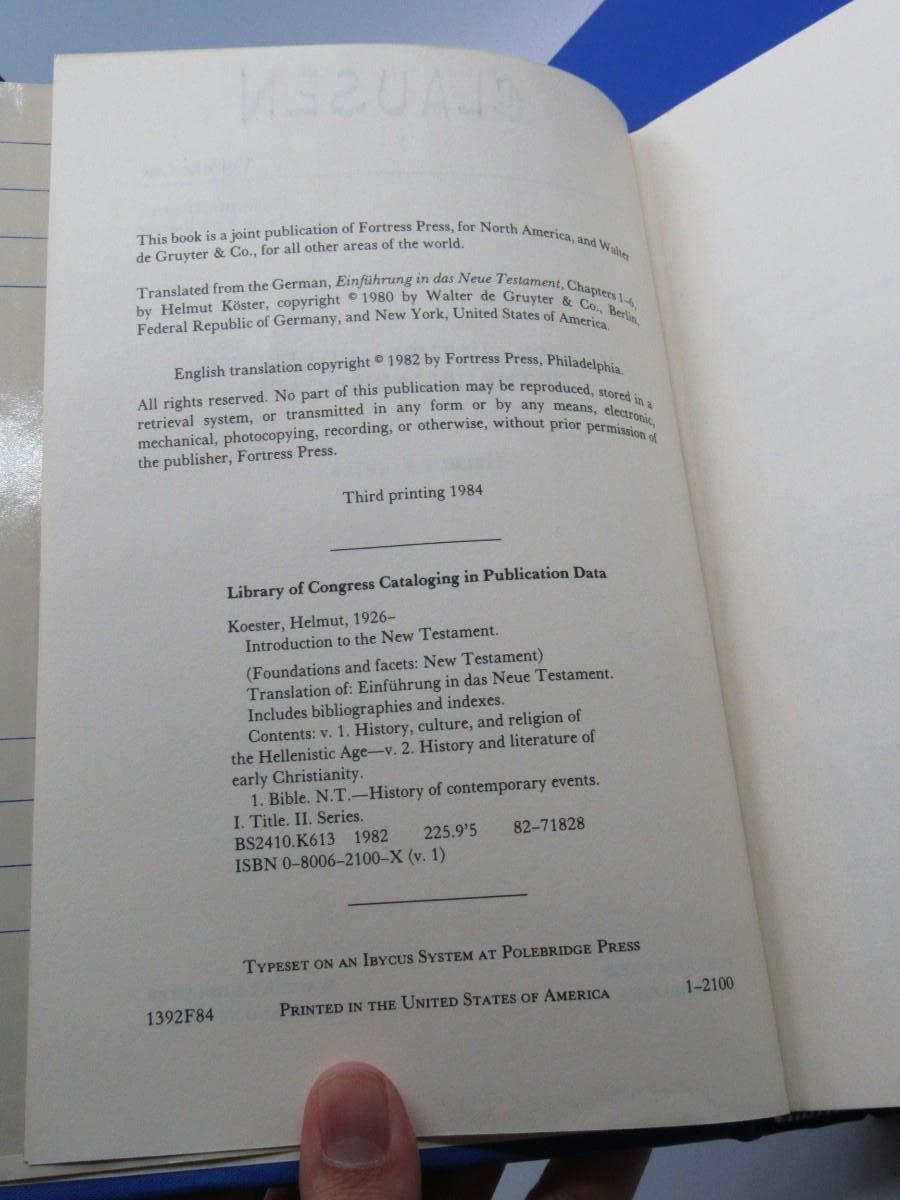 CLAUSEN
This book is a joint publication of Fortress Press, for North America, and Walter
de Gruyter & Co., for all other areas of the world.
Translated from the German, Einführung in das Neue Testament, Chapters 1–6,
by Helmut Köster, copyright © 1980 by Walter de Gruyter & Co., Berlin,
Federal Republic of Germany, and New York, United States of America.
English translation copyright © 1982 by Fortress Press, Philadelphia.
All rights reserved. No part of this publication may be reproduced, stored in a
retrieval system, or transmitted in any form or by any means, electronic,
mechanical, photocopying, recording, or otherwise, without prior permission of
the publisher, Fortress Press.
Third printing 1984
Library of Congress Cataloging in Publication Data
Koester, Helmut, 1926–
Introduction to the New Testament.
(Foundations and facets: New Testament)
Translation of: Einführung in das Neue Testament.
Includes bibliographies and indexes.
Contents: v. 1. History, culture, and religion of
the Hellenistic Age—v. 2. History and literature of
early Christianity.
1. Bible. N.T.—History of contemporary events.
I. Title. II. Series.
BS2410.K613 1982 225.9'5 82–71828
ISBN 0–8006–2100–X (v. 1)
TYPESET ON AN IBYCUS SYSTEM AT POLEBRIDGE PRESS
1392F84 PRINTED IN THE UNITED STATES OF AMERICA 1–2100